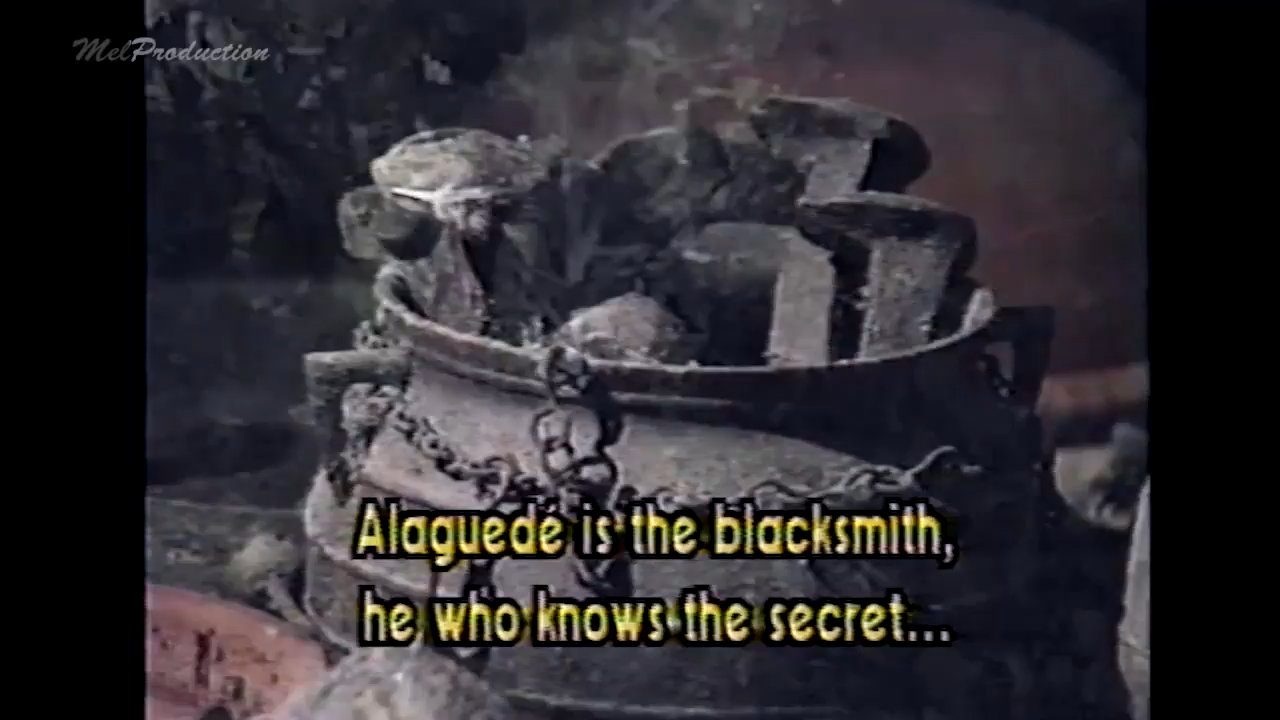 MelProduction
Alaguedé is the blacksmith,
he who knows the secret...